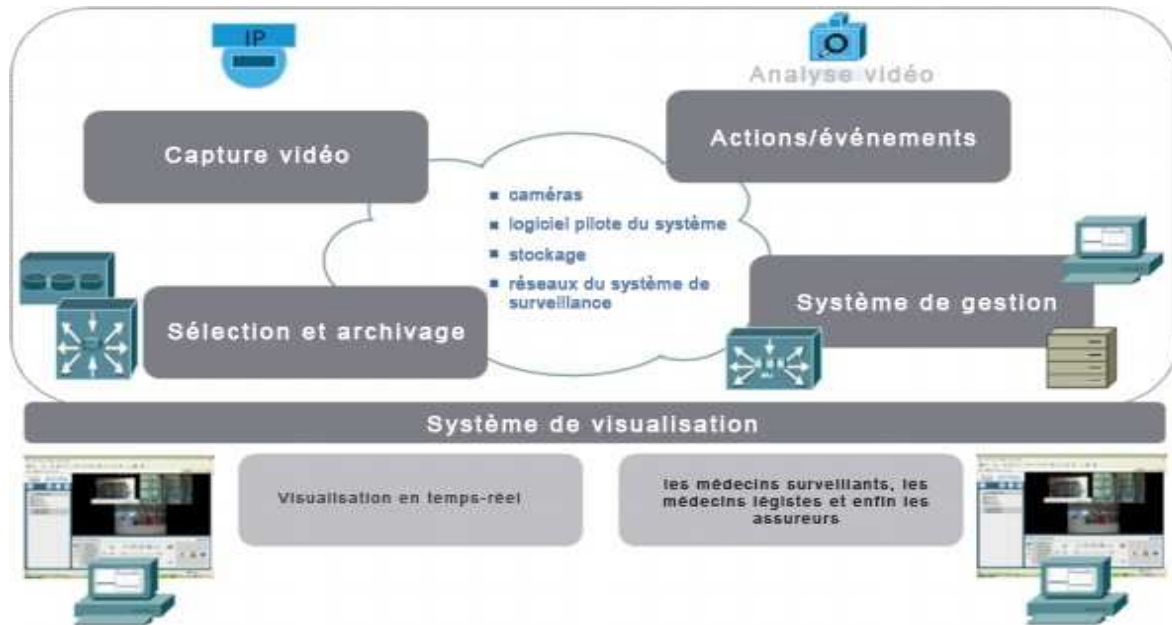 IP
Analyse vidéo
Capture vidéo
Actions/événements
▪ caméras
▪ logiciel pilote du système
▪ stockage
▪ réseaux du système de
surveillance
Sélection et archivage
Système de gestion
Système de visualisation
Visualisation en temps-réel
les médecins surveillants, les
médecins légistes et enfin les
assureurs